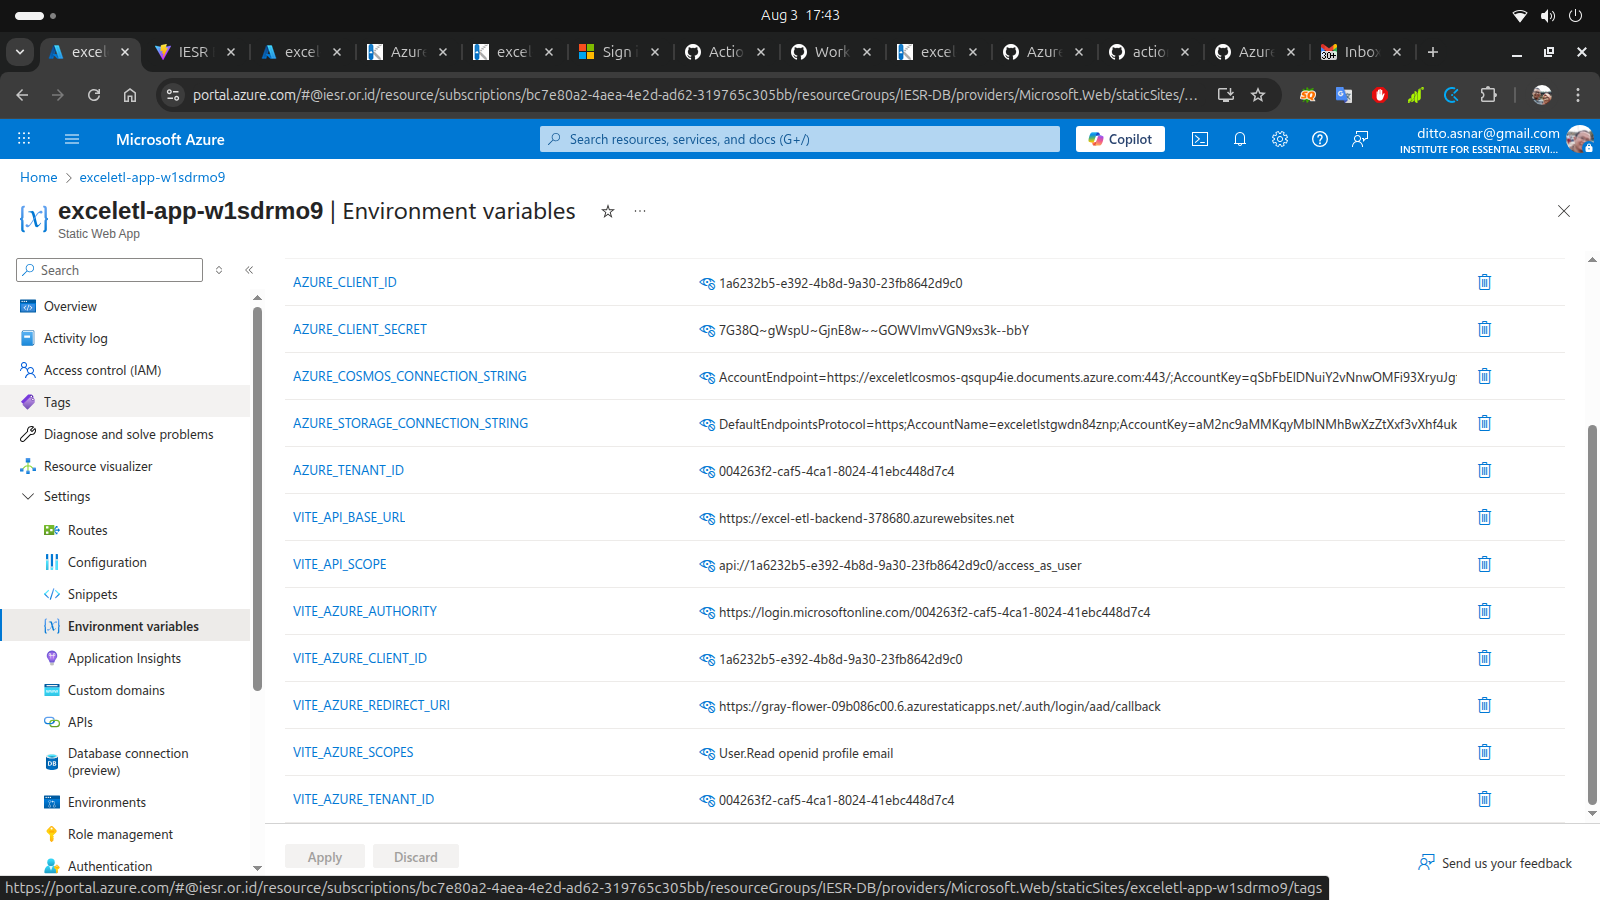 Aug 3 17:43
excel
IESR
excel
Azure
excel
Sign i
Actio
Work
excel
Azure
actio
Azure
Inbox
portal.azure.com/#@iesr.or.id/resource/subscriptions/bc7e80a2-4aea-4e2d-ad62-319765c305bb/resourceGroups/IESR-DB/providers/Microsoft.Web/staticSites/...
Microsoft Azure
Search resources, services, and docs (G+/)
Copilot
ditto.asnar@gmail.com
INSTITUTE FOR ESSENTIAL SERVI...
Home > exceletl-app-w1sdrmo9
exceletl-app-w1sdrmo9 | Environment variables
Static Web App
Search
Overview
Activity log
Access control (IAM)
Tags
Diagnose and solve problems
Resource visualizer
Settings
Routes
Configuration
Snippets
Environment variables
Application Insights
Custom domains
APIs
Database connection
(preview)
Environments
Role management
Authentication
AZURE_CLIENT_ID 1a6232b5-e392-4b8d-9a30-23fb8642d9c0
AZURE_CLIENT_SECRET 7G38Q~gWspU~GjnE8w~~GOWVImvVGN9xs3k--bbY
AZURE_COSMOS_CONNECTION_STRING AccountEndpoint=https://exceletlcosmos-qsqup4ie.documents.azure.com:443/;AccountKey=qSbFbEIDNuiY2vNnwOMFi93XryuJg
AZURE_STORAGE_CONNECTION_STRING DefaultEndpointsProtocol=https;AccountName=exceletlstgwdn84znp;AccountKey=aM2nc9aMMKqyMbINMhBwXzZtXxf3vXhf4uk
AZURE_TENANT_ID 004263f2-caf5-4ca1-8024-41ebc448d7c4
VITE_API_BASE_URL https://excel-etl-backend-378680.azurewebsites.net
VITE_API_SCOPE api://1a6232b5-e392-4b8d-9a30-23fb8642d9c0/access_as_user
VITE_AZURE_AUTHORITY https://login.microsoftonline.com/004263f2-caf5-4ca1-8024-41ebc448d7c4
VITE_AZURE_CLIENT_ID 1a6232b5-e392-4b8d-9a30-23fb8642d9c0
VITE_AZURE_REDIRECT_URI https://gray-flower-09b086c00.6.azurestaticapps.net/.auth/login/aad/callback
VITE_AZURE_SCOPES User.Read openid profile email
VITE_AZURE_TENANT_ID 004263f2-caf5-4ca1-8024-41ebc448d7c4
Apply
Discard
Send us your feedback
https://portal.azure.com/#@iesr.or.id/resource/subscriptions/bc7e80a2-4aea-4e2d-ad62-319765c305bb/resourceGroups/IESR-DB/providers/Microsoft.Web/staticSites/exceletl-app-w1sdrmo9/tags